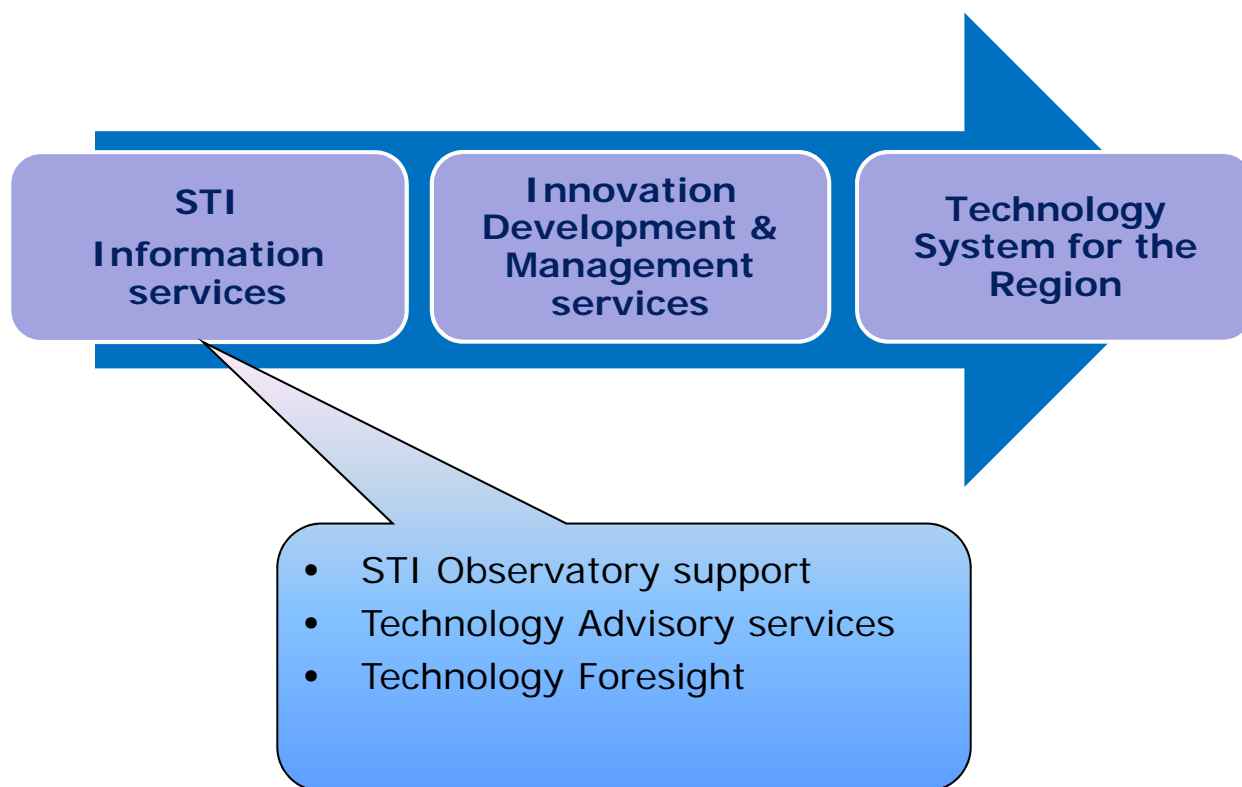 STI
Information
services
Innovation
Development &
Management
services
Technology
System for the
Region
• STI Observatory support
• Technology Advisory services
• Technology Foresight